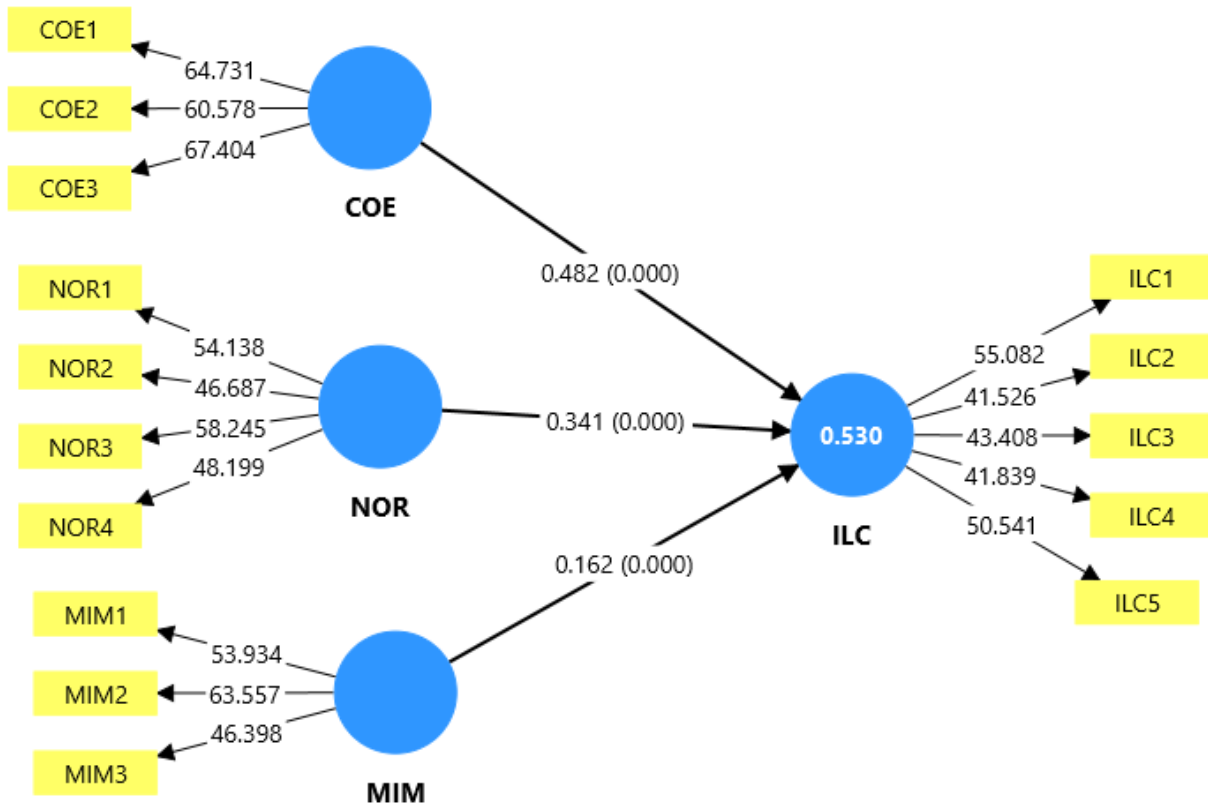 COE1
64.731
COE2
60.578
67.404
COE3
COE
0.482 (0.000)
NOR1
54.138
NOR2
46.687
NOR3
58.245
48.199
NOR4
NOR
0.341 (0.000)
MIM1
53.934
MIM2
63.557
46.398
MIM3
MIM
0.162 (0.000)
0.530
ILC
ILC1
55.082
ILC2
41.526
43.408
ILC3
41.839
ILC4
50.541
ILC5